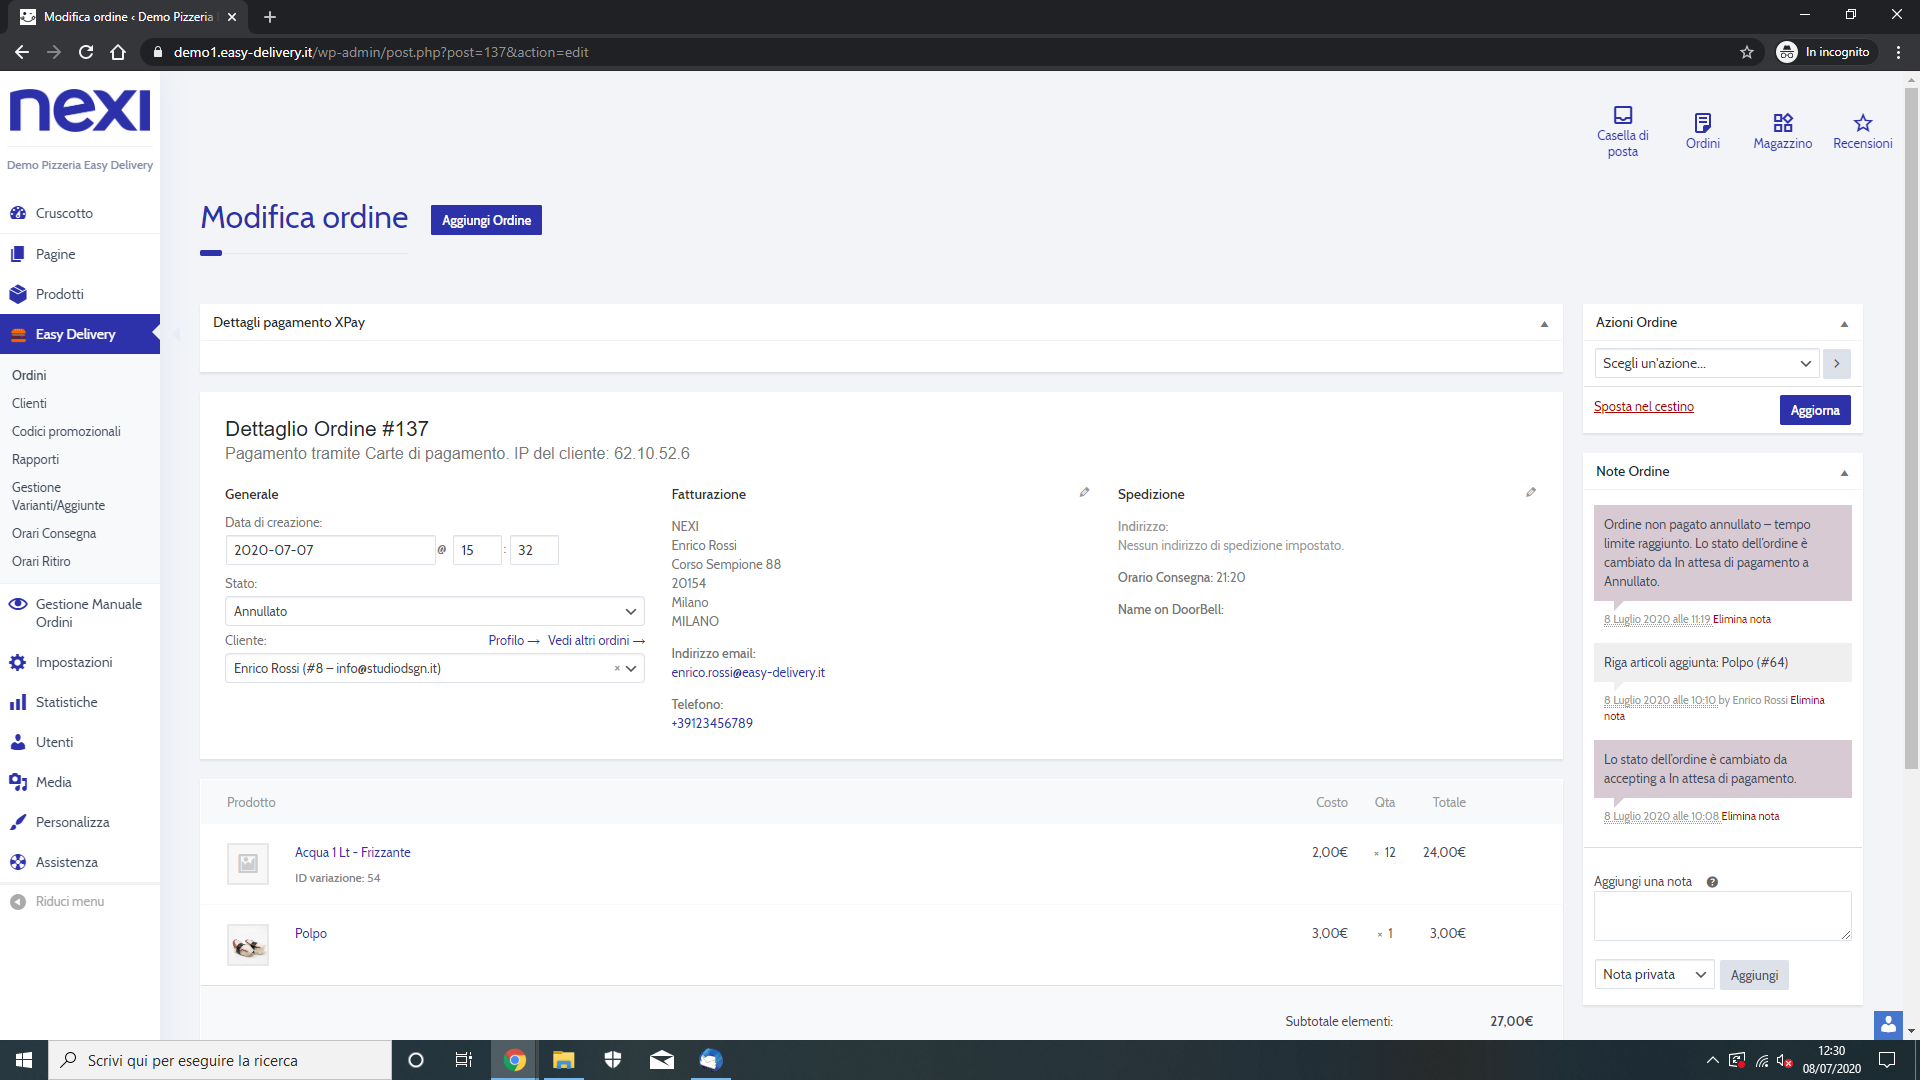 Modifica ordine ‹ Demo Pizzeria
demo1.easy-delivery.it/wp-admin/post.php?post=137&action=edit
In incognito
nexi
Demo Pizzeria Easy Delivery
Cruscotto
Pagine
Prodotti
Easy Delivery
Ordini
Clienti
Codici promozionali
Rapporti
Gestione
Varianti/Aggiunte
Orari Consegna
Orari Ritiro
Gestione Manuale
Ordini
Impostazioni
Statistiche
Utenti
Media
Personalizza
Assistenza
Riduci menu
Casella di
posta
Ordini
Magazzino
Recensioni
Modifica ordine
Aggiungi Ordine
Dettagli pagamento XPay
Dettaglio Ordine #137
Pagamento tramite Carte di pagamento. IP del cliente: 62.10.52.6
Generale
Data di creazione:
2020-07-07 @ 15 : 32
Stato:
Annullato
Cliente: Profilo → Vedi altri ordini →
Enrico Rossi (#8 – info@studiodsgn.it) ×
Fatturazione
NEXI
Enrico Rossi
Corso Sempione 88
20154
Milano
MILANO
Indirizzo email:
enrico.rossi@easy-delivery.it
Telefono:
+39123456789
Spedizione
Indirizzo:
Nessun indirizzo di spedizione impostato.
Orario Consegna: 21:20
Name on DoorBell:
Prodotto Costo Qta Totale
Acqua 1 Lt - Frizzante 2,00€ × 12 24,00€
ID variazione: 54
Polpo 3,00€ × 1 3,00€
Subtotale elementi: 27,00€
Azioni Ordine
Scegli un'azione...
Sposta nel cestino
Aggiorna
Note Ordine
Ordine non pagato annullato – tempo
limite raggiunto. Lo stato dell'ordine è
cambiato da In attesa di pagamento a
Annullato.
8 Luglio 2020 alle 11:19 Elimina nota
Riga articoli aggiunta: Polpo (#64)
8 Luglio 2020 alle 10:10 by Enrico Rossi Elimina
nota
Lo stato dell'ordine è cambiato da
accepting a In attesa di pagamento.
8 Luglio 2020 alle 10:08 Elimina nota
Aggiungi una nota ?
Nota privata
Aggiungi
Scrivi qui per eseguire la ricerca
12:30
08/07/2020